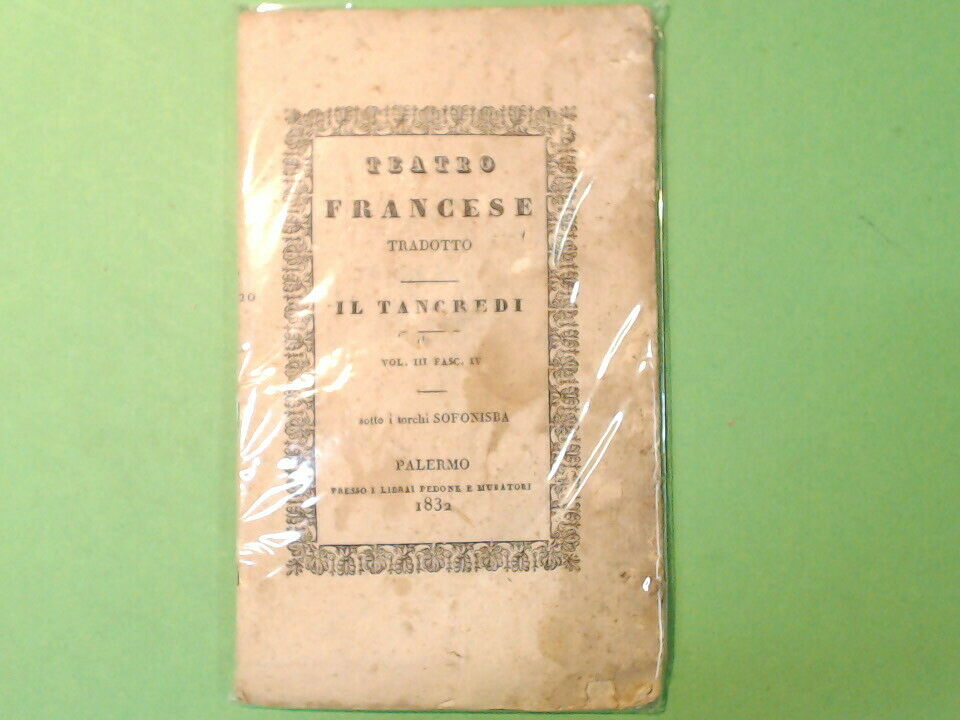 TEATRO
FRANCESE
TRADOTTO
IL TANCREDI
VOL. III FASC. IV
sotto i torchi SOFONISBA
PALERMO
PRESSO I LIBRAI PEDONE E MURATORI
1832